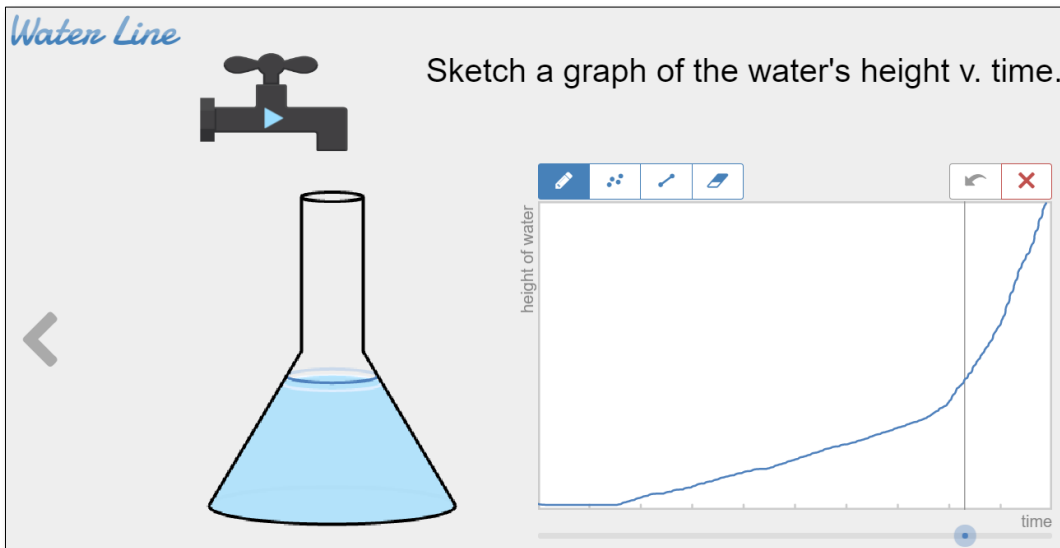 Water Line
Sketch a graph of the water's height v. time.
height of water
time